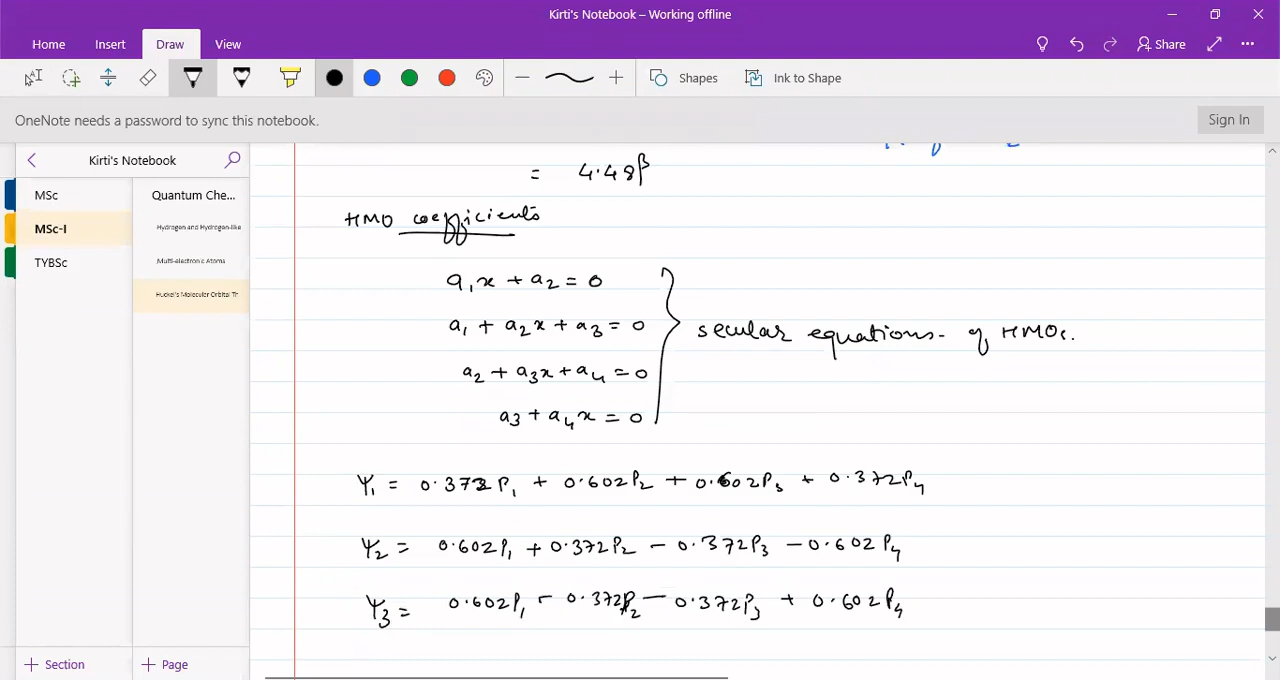 Kirti's Notebook – Working offline
Home Insert Draw View
Share
Shapes
Ink to Shape
OneNote needs a password to sync this notebook.
Sign In
Kirti's Notebook
MSc
MSc-I
TYBSc
Quantum Che...
Hydrogen and Hydrogen-like
Multi-electronic Atoms
Huckel's Molecular Orbital Tr
+ Section
+ Page
= 4.48β
HMO coefficients
a₁x + a₂ = 0
a₁ + a₂x + a₃ = 0
a₂ + a₃x + a₄ = 0
a₃ + a₄x = 0
secular equations of HMOs.
Ψ₁ = 0.372P₁ + 0.602P₂ + 0.602P₃ + 0.372P₄
Ψ₂ = 0.602P₁ + 0.372P₂ – 0.372P₃ – 0.602P₄
Ψ₃ = 0.602P₁ – 0.372P₂ – 0.372P₃ + 0.602P₄